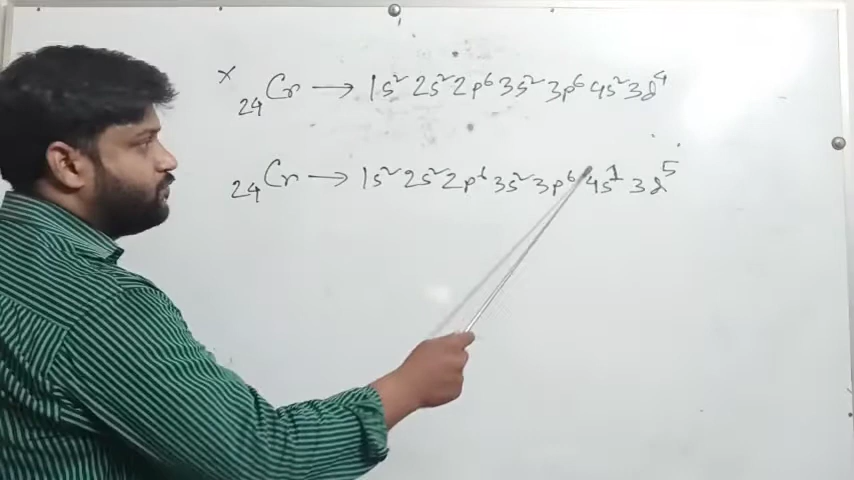 x ₂₄Cr → 1s² 2s² 2p⁶ 3s² 3p⁶ 4s² 3d⁴
₂₄Cr → 1s² 2s² 2p⁶ 3s² 3p⁶ 4s¹ 3d⁵